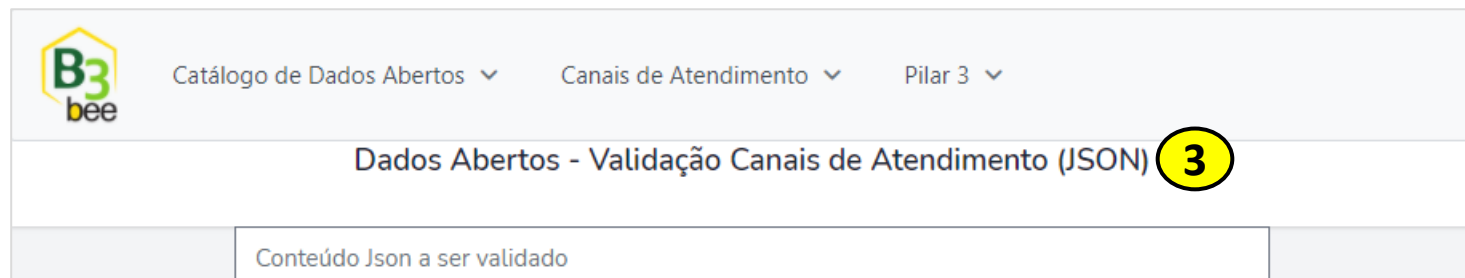 B3
bee
Catálogo de Dados Abertos Canais de Atendimento Pilar 3
Dados Abertos - Validação Canais de Atendimento (JSON) 3
Conteúdo Json a ser validado